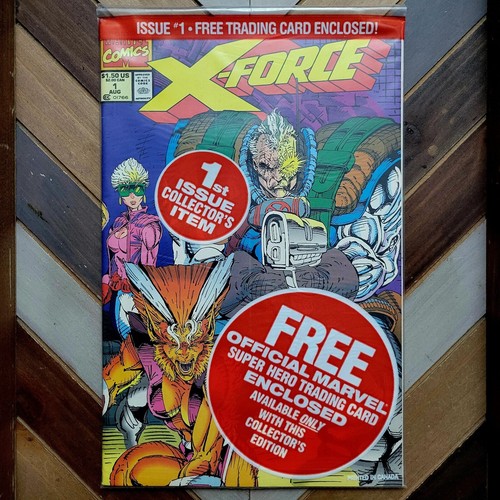 ISSUE #1 • FREE TRADING CARD ENCLOSED!
COMICS
$1.50 US
1
AUG
X-FORCE
1st
ISSUE
COLLECTOR'S
ITEM
FREE
OFFICIAL MARVEL
SUPER HERO TRADING CARD
ENCLOSED
AVAILABLE ONLY
WITH THIS
COLLECTOR'S
EDITION
PRINTED IN CANADA